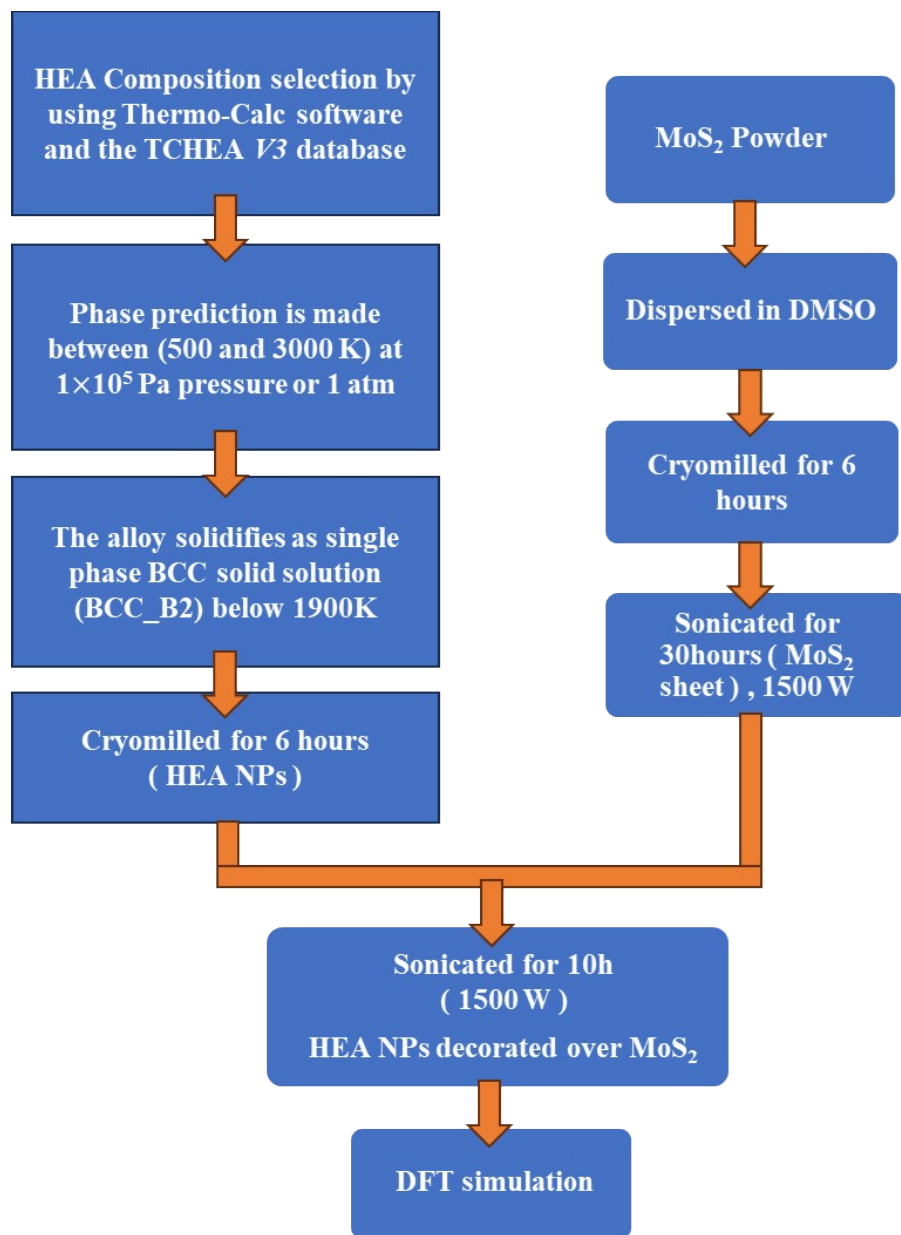 HEA Composition selection by
using Thermo-Calc software
and the TCHEA V3 database
Phase prediction is made
between (500 and 3000 K) at
1×10⁵ Pa pressure or 1 atm
The alloy solidifies as single
phase BCC solid solution
(BCC_B2) below 1900K
Cryomilled for 6 hours
( HEA NPs )
MoS₂ Powder
Dispersed in DMSO
Cryomilled for 6
hours
Sonicated for
30hours ( MoS₂
sheet ) , 1500 W
Sonicated for 10h
( 1500 W )
HEA NPs decorated over MoS₂
DFT simulation